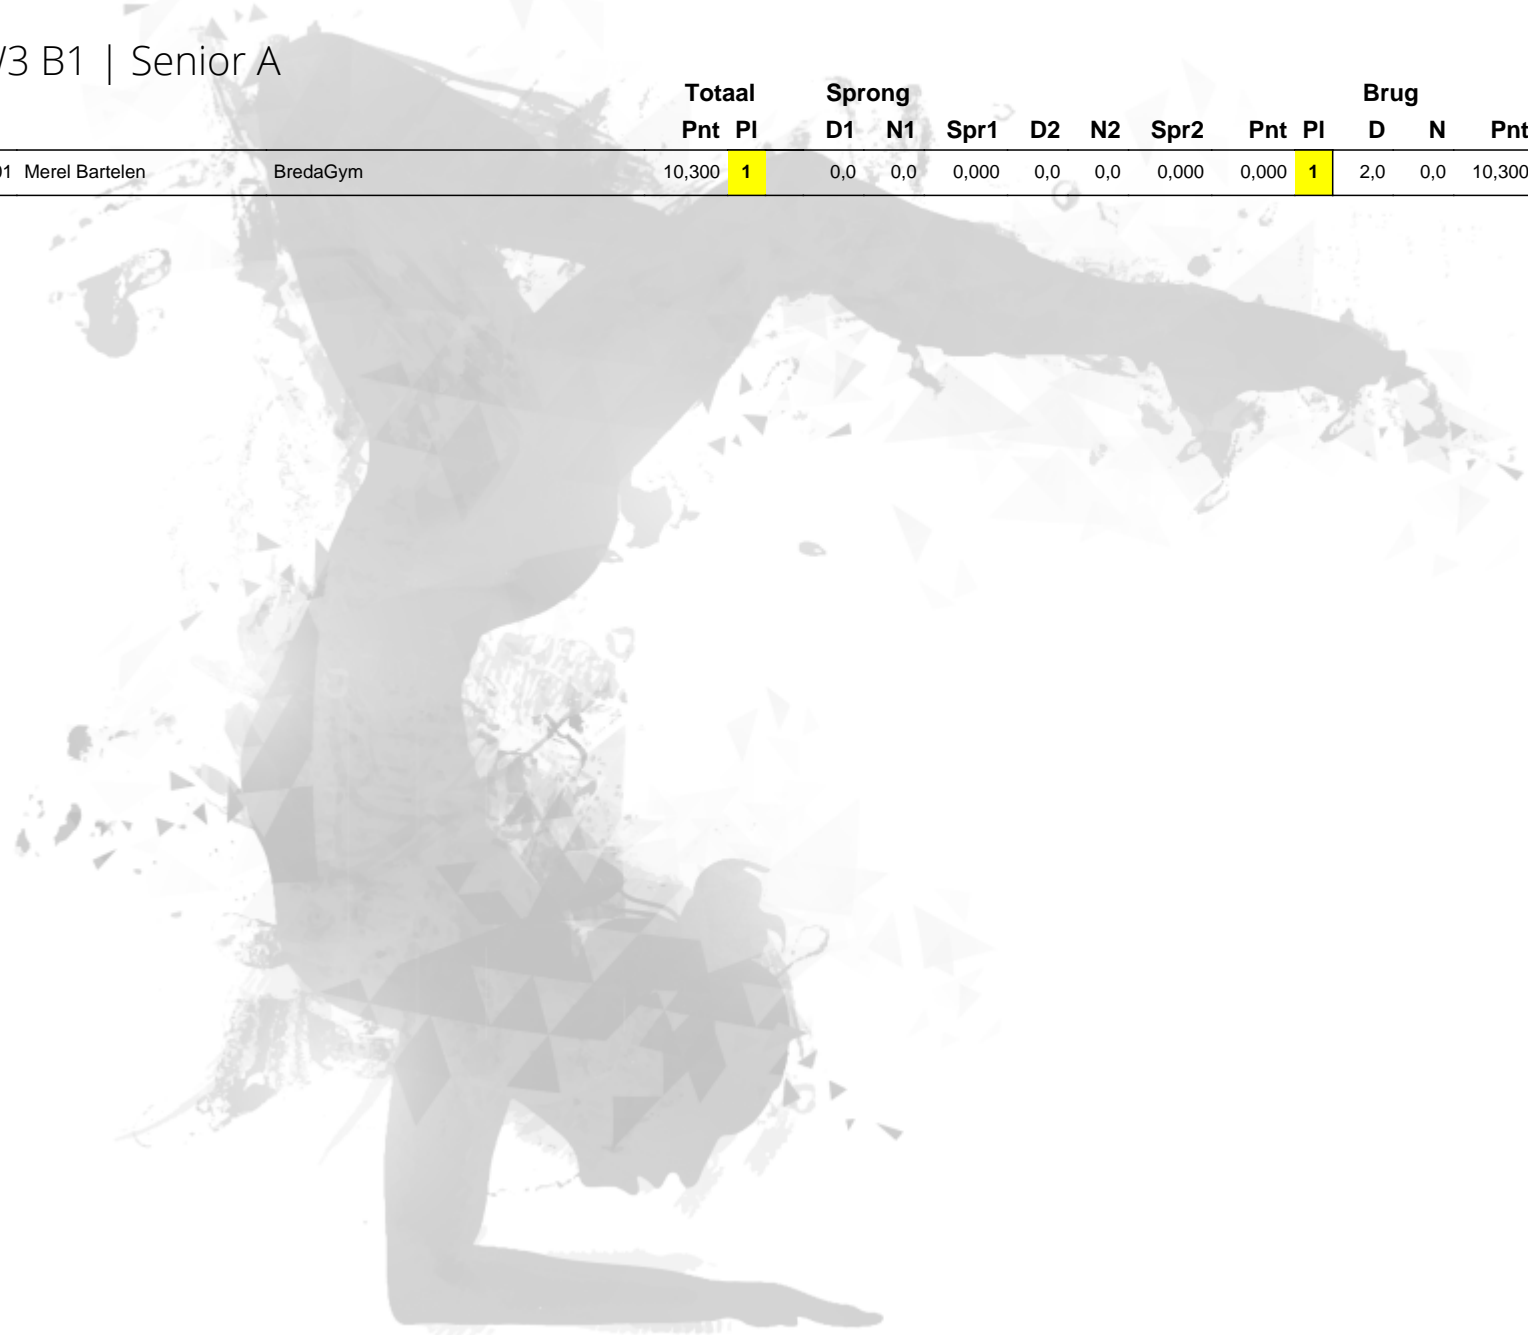 /3 B1 | Senior A
Totaal Sprong Brug
Pnt Pl D1 N1 Spr1 D2 N2 Spr2 Pnt Pl D N Pnt
01 Merel Bartelen BredaGym 10,300 1 0,0 0,0 0,000 0,0 0,0 0,000 0,000 1 2,0 0,0 10,300